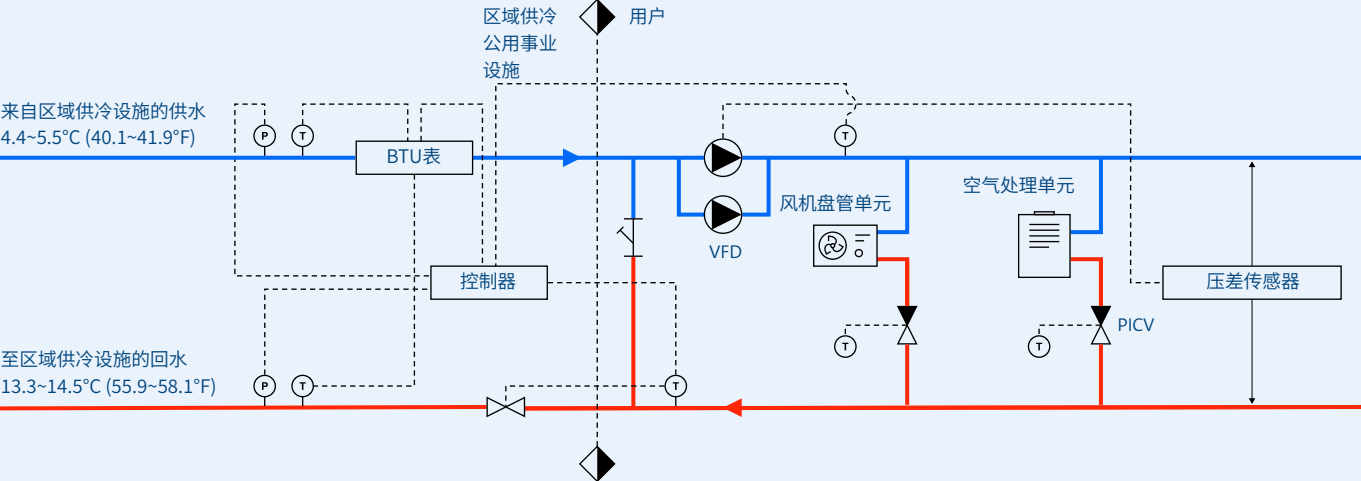 区域供冷
公用事业
设施
用户
来自区域供冷设施的供水
4.4~5.5°C (40.1~41.9°F)
P
T
BTU表
T
空气处理单元
风机盘管单元
VFD
控制器
压差传感器
PICV
T
T
至区域供冷设施的回水
13.3~14.5°C (55.9~58.1°F)
P
T
T